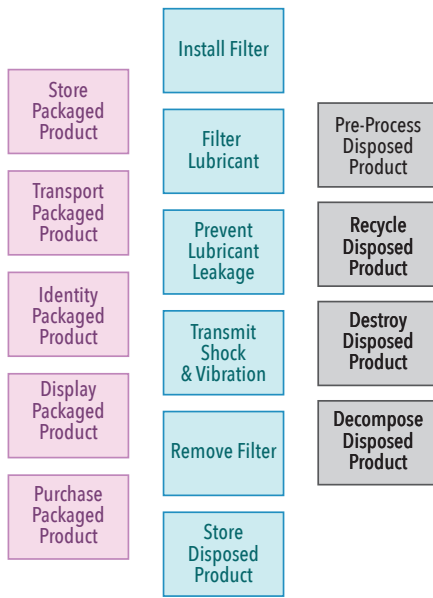 Store
Packaged
Product
Transport
Packaged
Product
Identity
Packaged
Product
Display
Packaged
Product
Purchase
Packaged
Product
Install Filter
Filter
Lubricant
Prevent
Lubricant
Leakage
Transmit
Shock
& Vibration
Remove Filter
Store
Disposed
Product
Pre-Process
Disposed
Product
Recycle
Disposed
Product
Destroy
Disposed
Product
Decompose
Disposed
Product